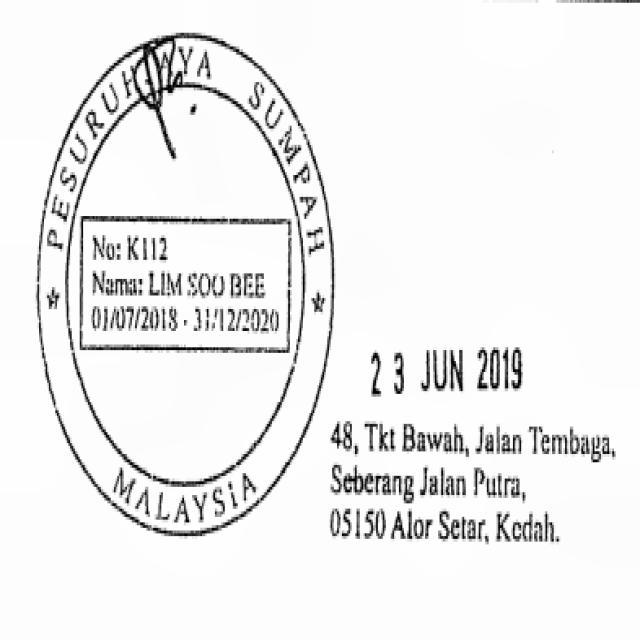 PESURUHJAYA SUMPAH
No: K112
Nama: LIM SOO BEE
01/07/2018 - 31/12/2020
MALAYSIA
23 JUN 2019
48, Tkt Bawah, Jalan Tembaga,
Seberang Jalan Putra,
05150 Alor Setar, Kedah.